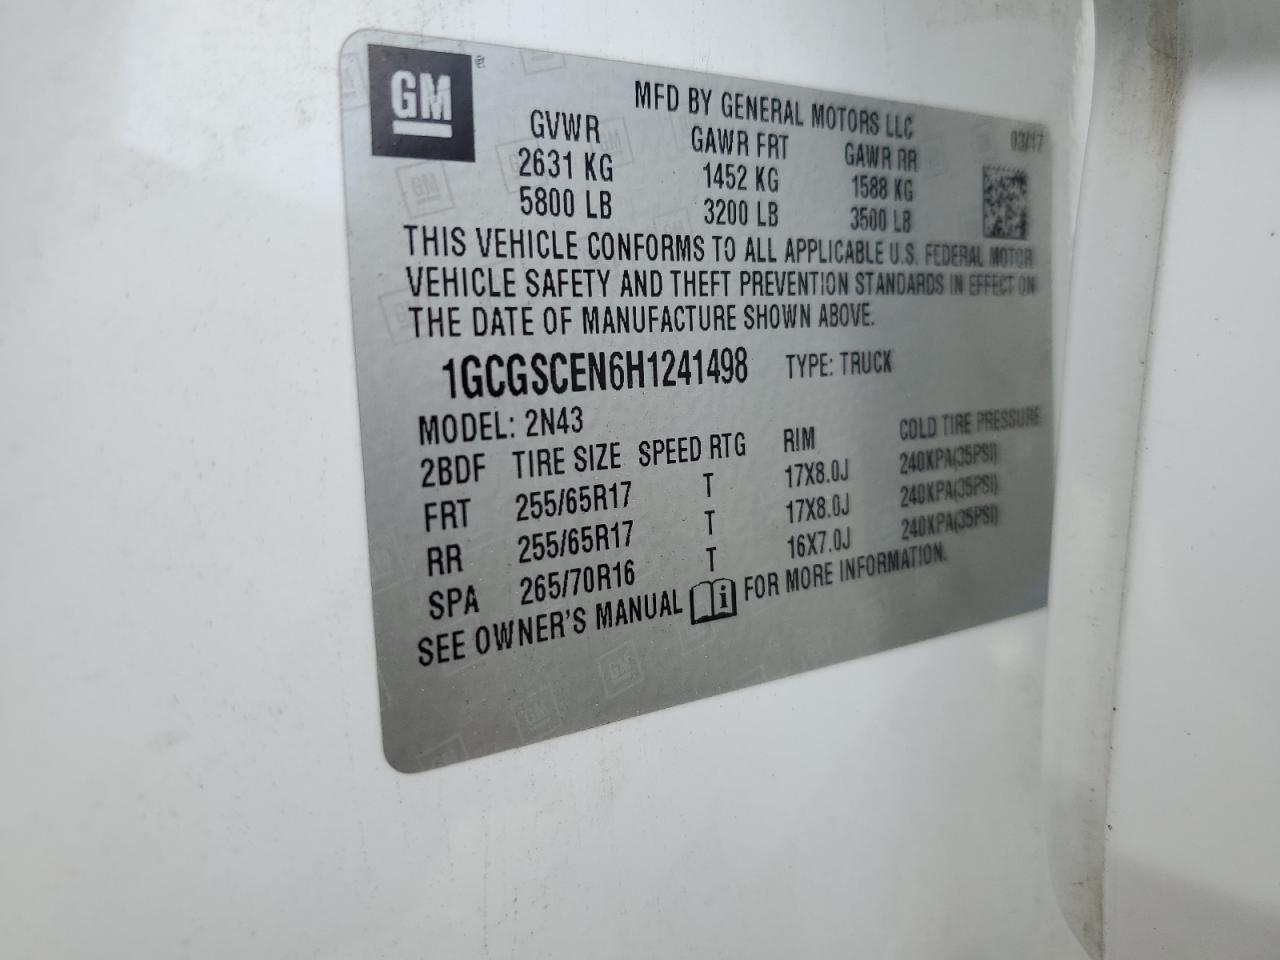 GM
MFD BY GENERAL MOTORS LLC
03/17
GVWR GAWR FRT GAWR RR
2631 KG 1452 KG 1588 KG
5800 LB 3200 LB 3500 LB
THIS VEHICLE CONFORMS TO ALL APPLICABLE U.S. FEDERAL MOTOR
VEHICLE SAFETY AND THEFT PREVENTION STANDARDS IN EFFECT ON
THE DATE OF MANUFACTURE SHOWN ABOVE.
1GCGSCEN6H1241498 TYPE: TRUCK
MODEL: 2N43
2BDF TIRE SIZE SPEED RTG RIM COLD TIRE PRESSURE
FRT 255/65R17 T 17X8.0J 240KPA(35PSI)
RR 255/65R17 T 17X8.0J 240KPA(35PSI)
SPA 265/70R16 T 16X7.0J 240KPA(35PSI)
SEE OWNER'S MANUAL FOR MORE INFORMATION.